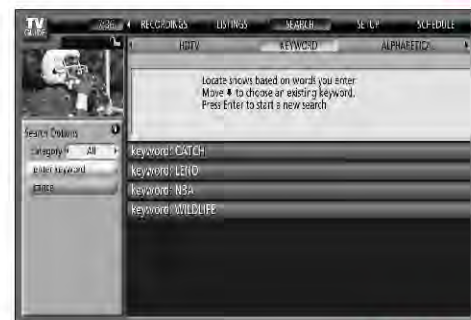 TV
GUIDE
RECORDINGS LISTINGS SEARCH SETUP SCHEDULE
HDTV KEYWORD
Locate shows based on words you enter
Move to choose an existing keyword.
Press Enter to start a new search
Search Options
category All
enter keyword
keyword: CATCH
keyword: LENO
keyword: NBA
keyword: WILDLIFE